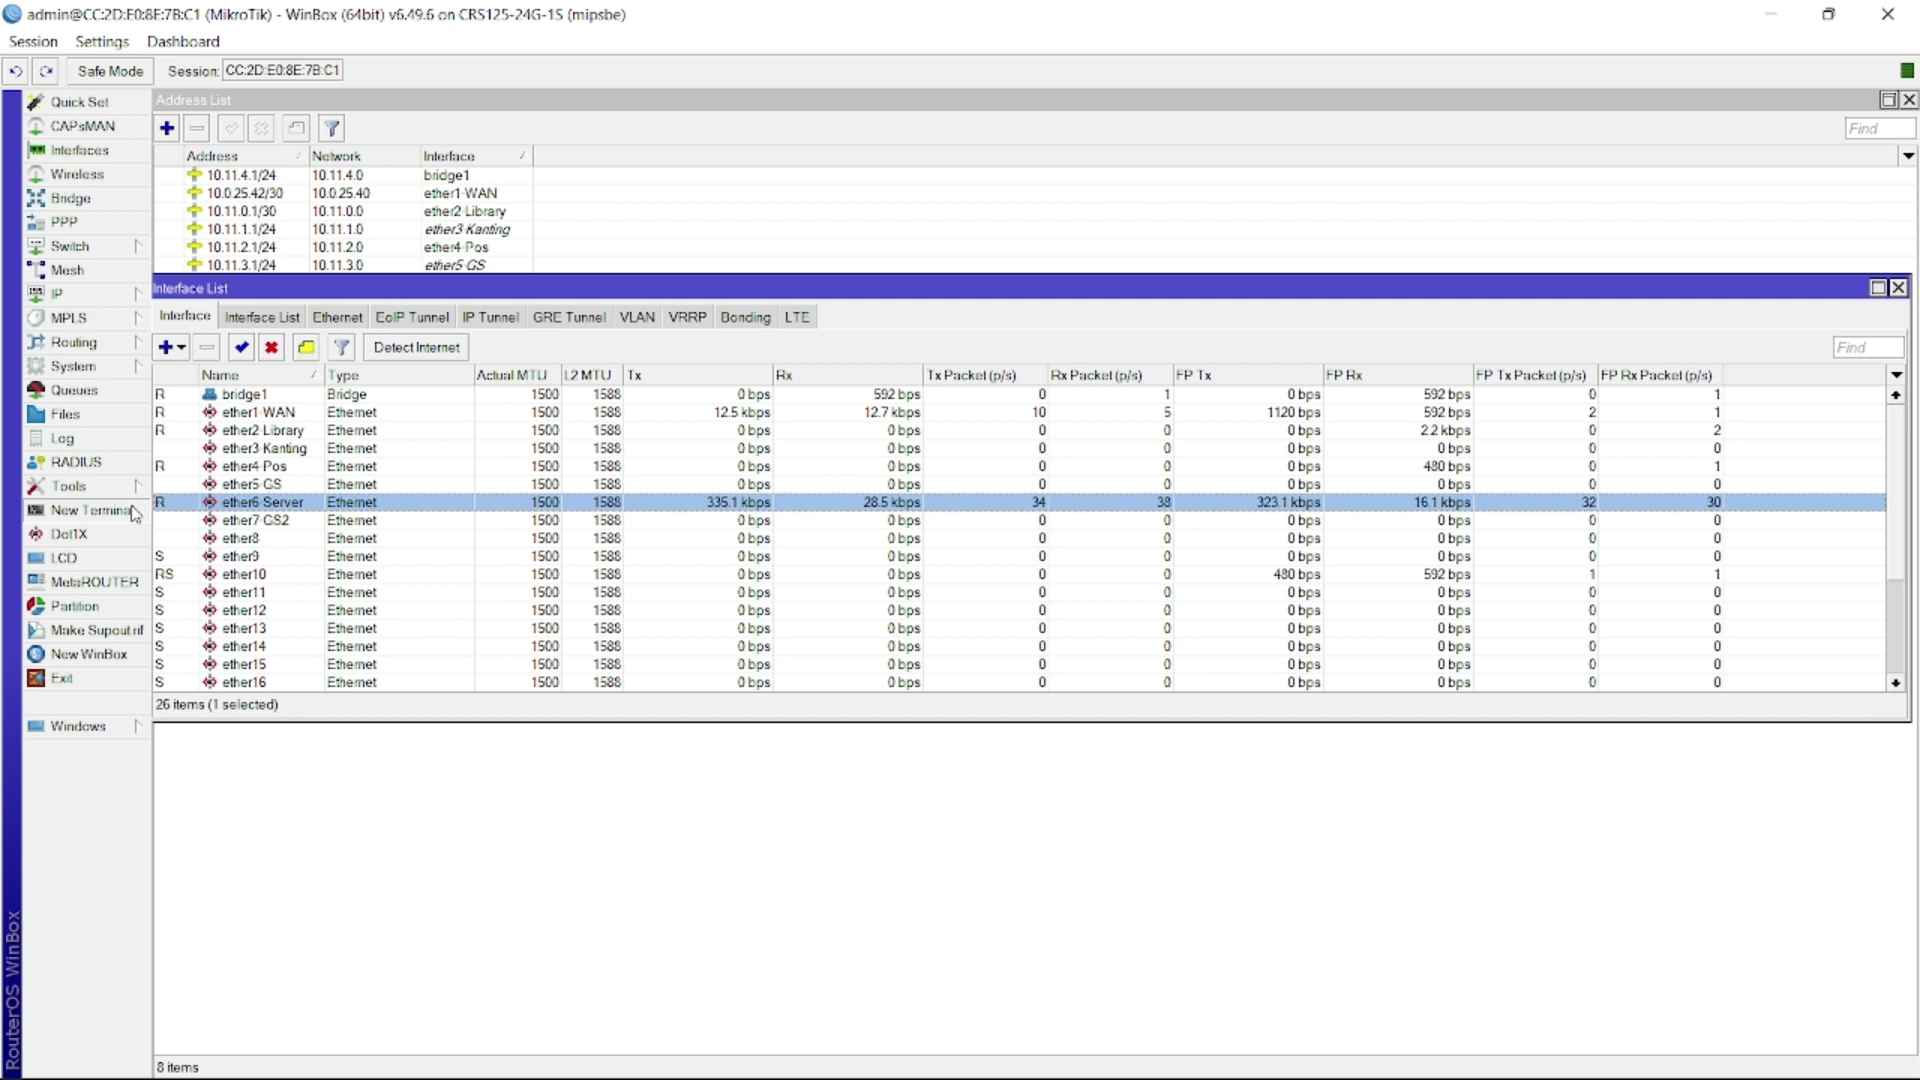 admin@CC:2D:E0:8E:7B:C1 (MikroTik) - WinBox (64bit) v6.49.6 on CRS125-24G-1S (mipsbe)
Session Settings Dashboard
Safe Mode Session: CC:2D:E0:8E:7B:C1
Quick Set
CAPsMAN
Interfaces
Wireless
Bridge
PPP
Switch
Mesh
IP
MPLS
Routing
System
Queues
Files
Log
RADIUS
Tools
New Terminal
Dot1X
LCD
MetaROUTER
Partition
Make Supout.rif
New WinBox
Exit
Windows
RouterOS WinBox
Address List
Find
Address Network Interface
10.11.4.1/24 10.11.4.0 bridge1
10.0.25.42/30 10.0.25.40 ether1-WAN
10.11.0.1/30 10.11.0.0 ether2-Library
10.11.1.1/24 10.11.1.0 ether3-Kanting
10.11.2.1/24 10.11.2.0 ether4-Pos
10.11.3.1/24 10.11.3.0 ether5-GS
Interface List
Interface Interface List Ethernet EoIP Tunnel IP Tunnel GRE Tunnel VLAN VRRP Bonding LTE
Detect Internet Find
Name Type Actual MTU L2 MTU Tx Rx Tx Packet (p/s) Rx Packet (p/s) FP Tx FP Rx FP Tx Packet (p/s) FP Rx Packet (p/s)
R bridge1 Bridge 1500 1588 0 bps 592 bps 0 1 0 bps 592 bps 0 1
R ether1-WAN Ethernet 1500 1588 12.5 kbps 12.7 kbps 10 5 1120 bps 592 bps 2 1
R ether2-Library Ethernet 1500 1588 0 bps 0 bps 0 0 0 bps 2.2 kbps 0 2
ether3-Kanting Ethernet 1500 1588 0 bps 0 bps 0 0 0 bps 0 bps 0 0
R ether4-Pos Ethernet 1500 1588 0 bps 0 bps 0 0 0 bps 480 bps 0 1
ether5-GS Ethernet 1500 1588 0 bps 0 bps 0 0 0 bps 0 bps 0 0
R ether6-Server Ethernet 1500 1588 335.1 kbps 28.5 kbps 34 38 323.1 kbps 16.1 kbps 32 30
ether7-GS2 Ethernet 1500 1588 0 bps 0 bps 0 0 0 bps 0 bps 0 0
ether8 Ethernet 1500 1588 0 bps 0 bps 0 0 0 bps 0 bps 0 0
S ether9 Ethernet 1500 1588 0 bps 0 bps 0 0 0 bps 0 bps 0 0
RS ether10 Ethernet 1500 1588 0 bps 0 bps 0 0 480 bps 592 bps 1 1
S ether11 Ethernet 1500 1588 0 bps 0 bps 0 0 0 bps 0 bps 0 0
S ether12 Ethernet 1500 1588 0 bps 0 bps 0 0 0 bps 0 bps 0 0
S ether13 Ethernet 1500 1588 0 bps 0 bps 0 0 0 bps 0 bps 0 0
S ether14 Ethernet 1500 1588 0 bps 0 bps 0 0 0 bps 0 bps 0 0
S ether15 Ethernet 1500 1588 0 bps 0 bps 0 0 0 bps 0 bps 0 0
S ether16 Ethernet 1500 1588 0 bps 0 bps 0 0 0 bps 0 bps 0 0
26 items (1 selected)
8 items